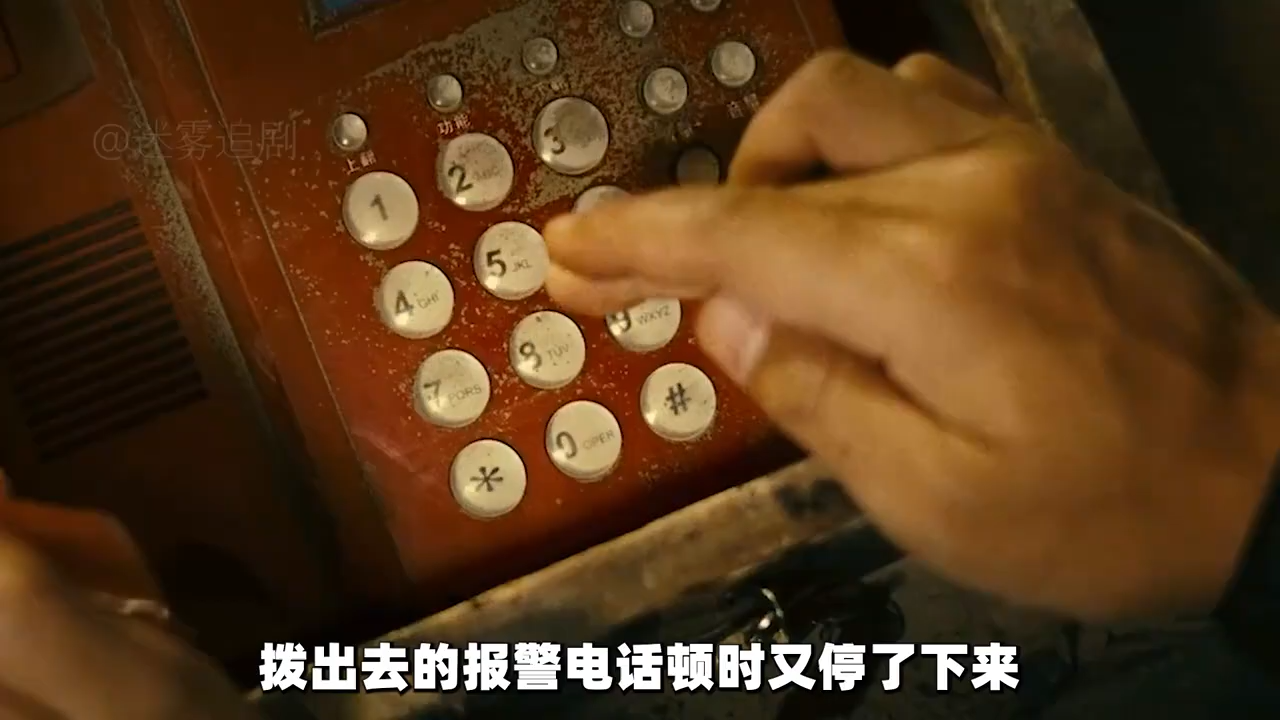 @迷雾追剧
功能
上翻
1
2 ABC
3
4 GHI
5 JKL
7 PQRS
8 TUV
9 WXYZ
*
0 OPER
#
拨出去的报警电话顿时又停了下来